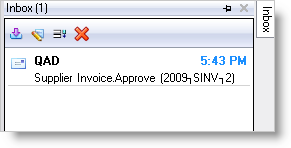 Inbox (1)
Inbox
QAD 5:43 PM
Supplier Invoice.Approve (2009┐SINV┐2)